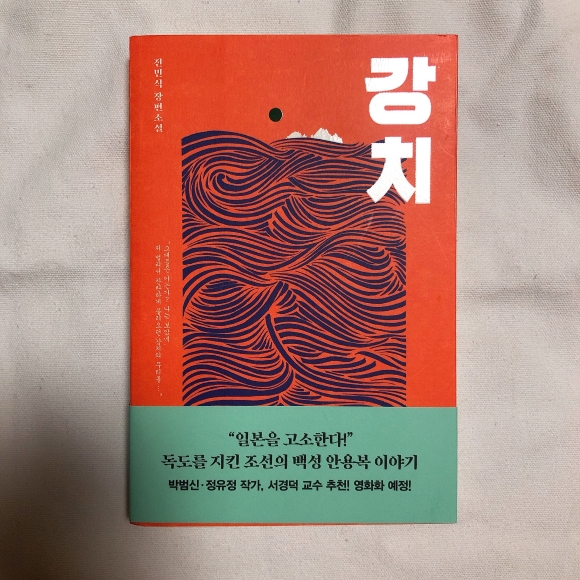 강치
전민식 장편소설
"일본을 고소한다!"
독도를 지킨 조선의 백성 안용복 이야기
박범신·정유정 작가, 서경덕 교수 추천! 영화화 예정!